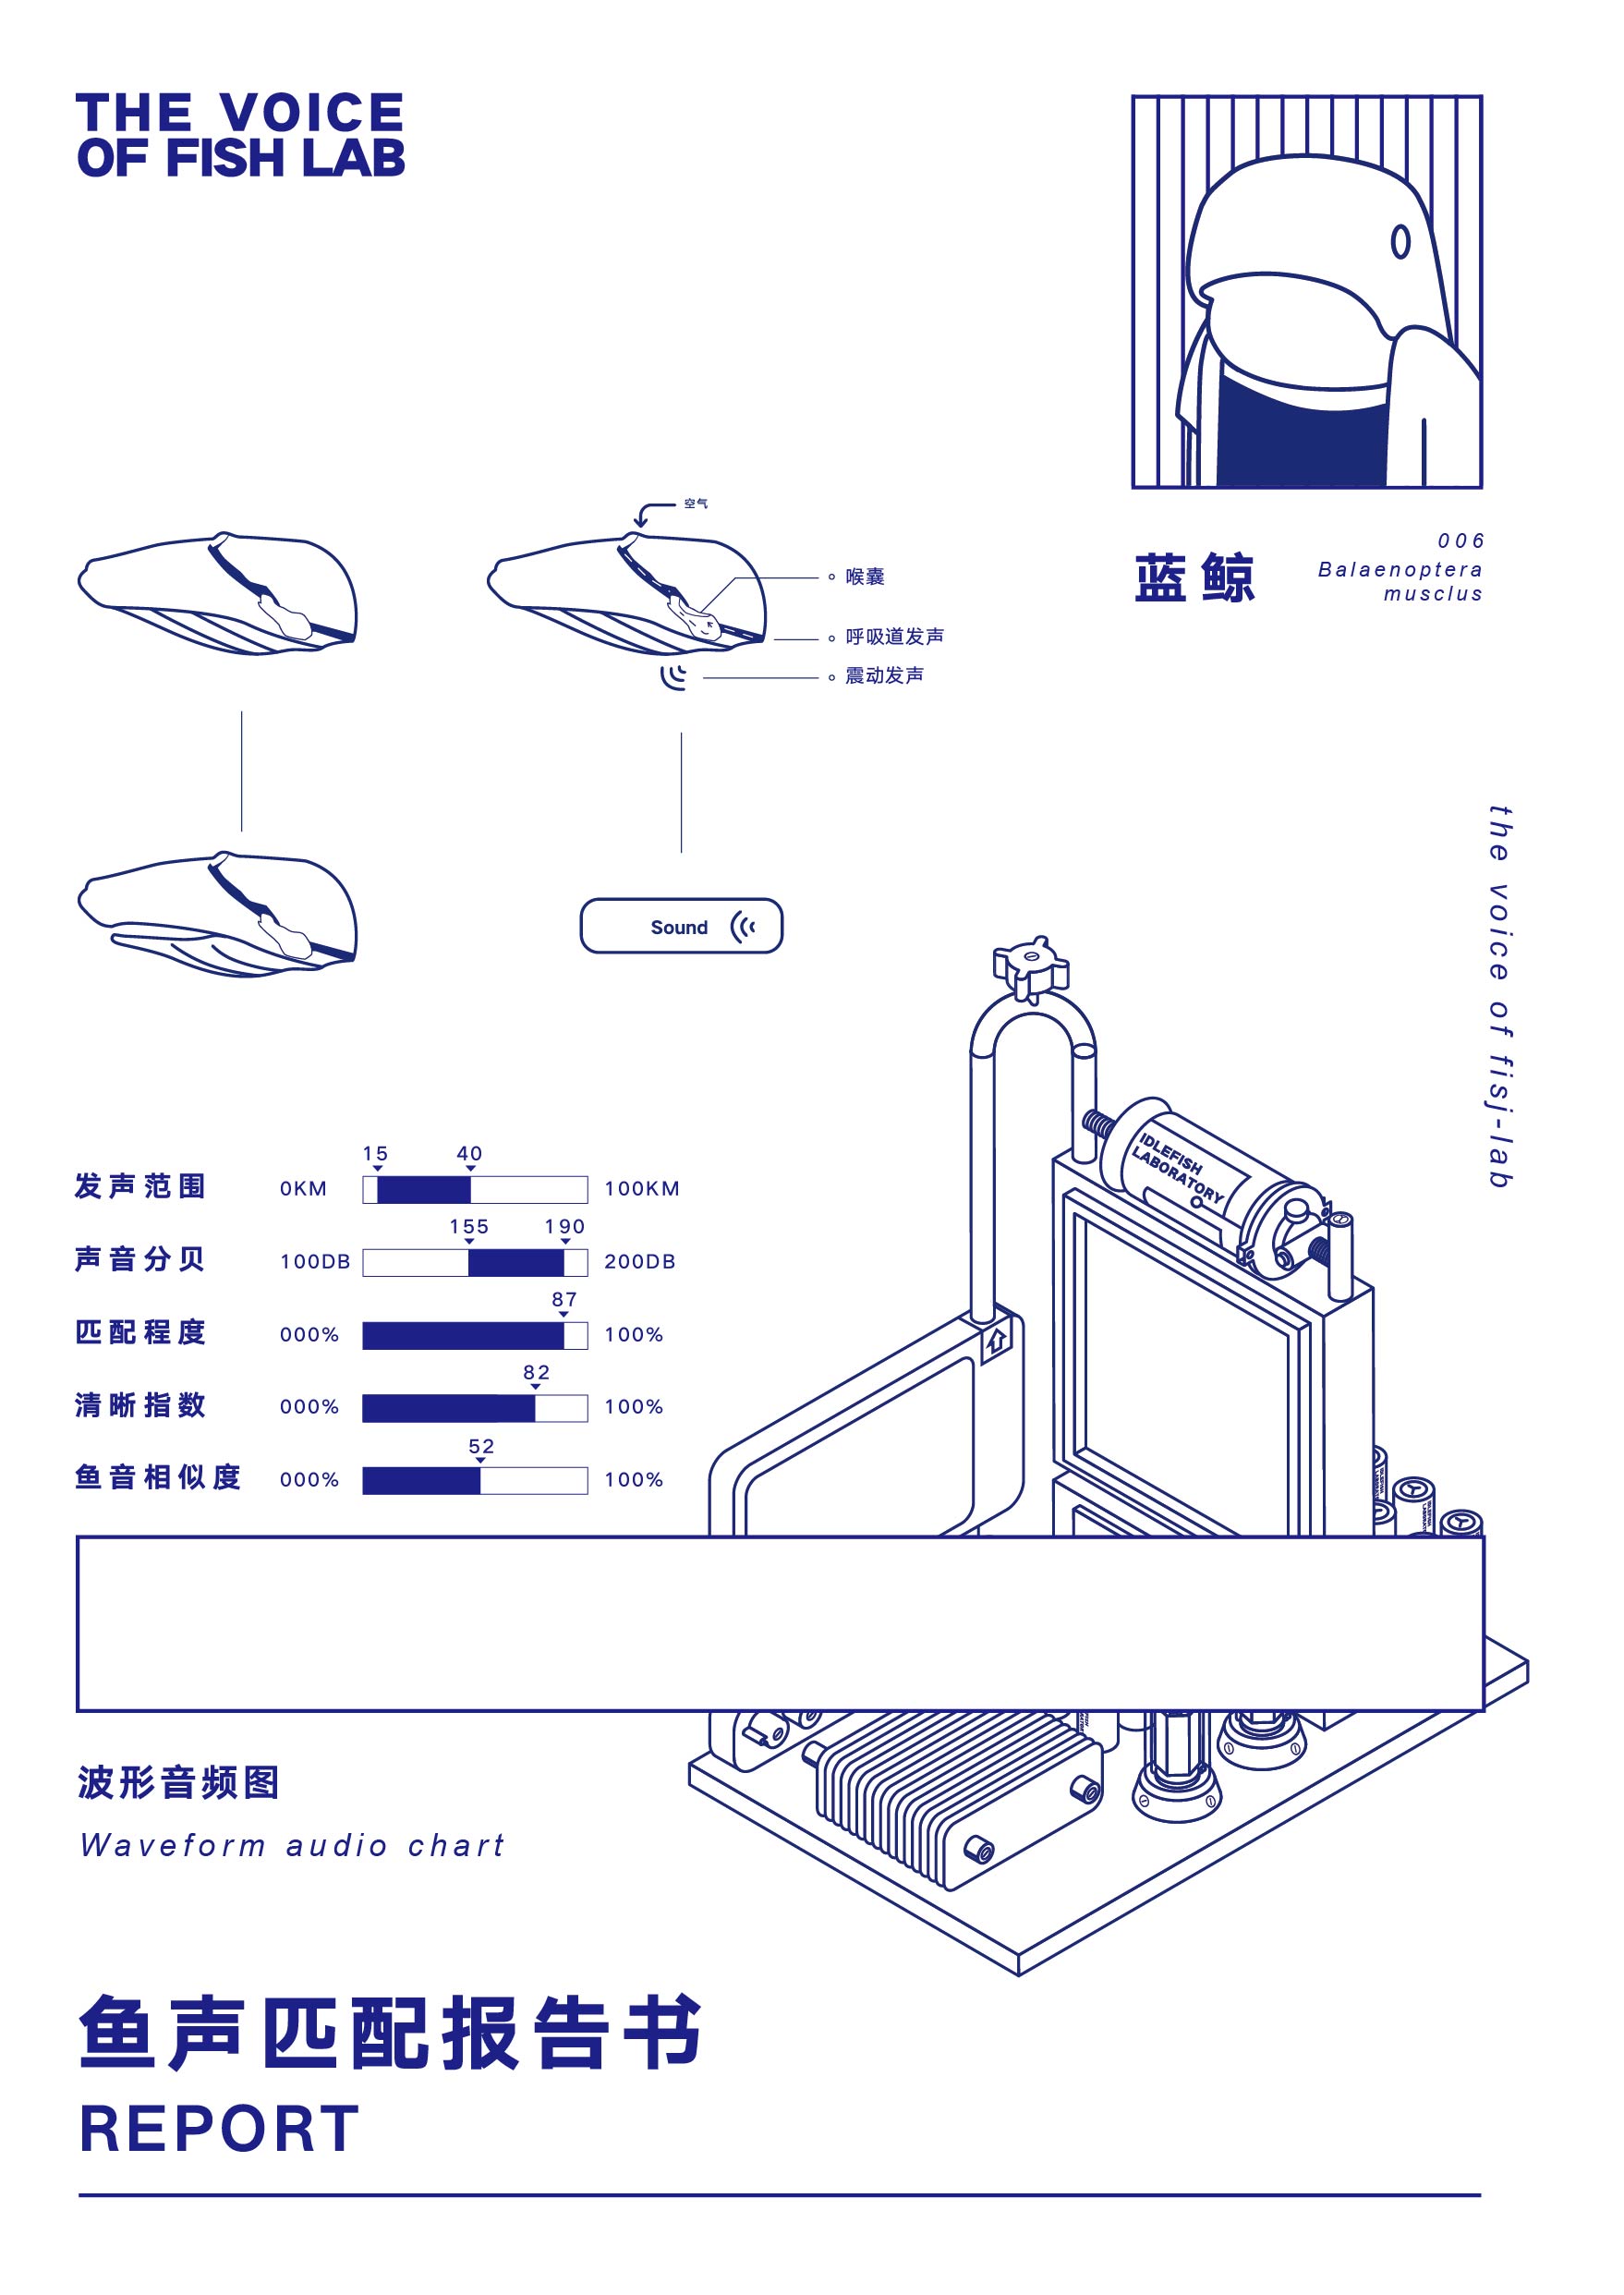 THE VOICE
OF FISH LAB
空气
喉囊
呼吸道发声
震动发声
蓝鲸
006
Balaenoptera
musclus
the voice of fisj-lab
Sound
15 40
发声范围 0KM 100KM
155 190
声音分贝 100DB 200DB
87
匹配程度 000% 100%
82
清晰指数 000% 100%
52
鱼音相似度 000% 100%
IDLEFISH
LABORATORY
波形音频图
Waveform audio chart
鱼声匹配报告书
REPORT